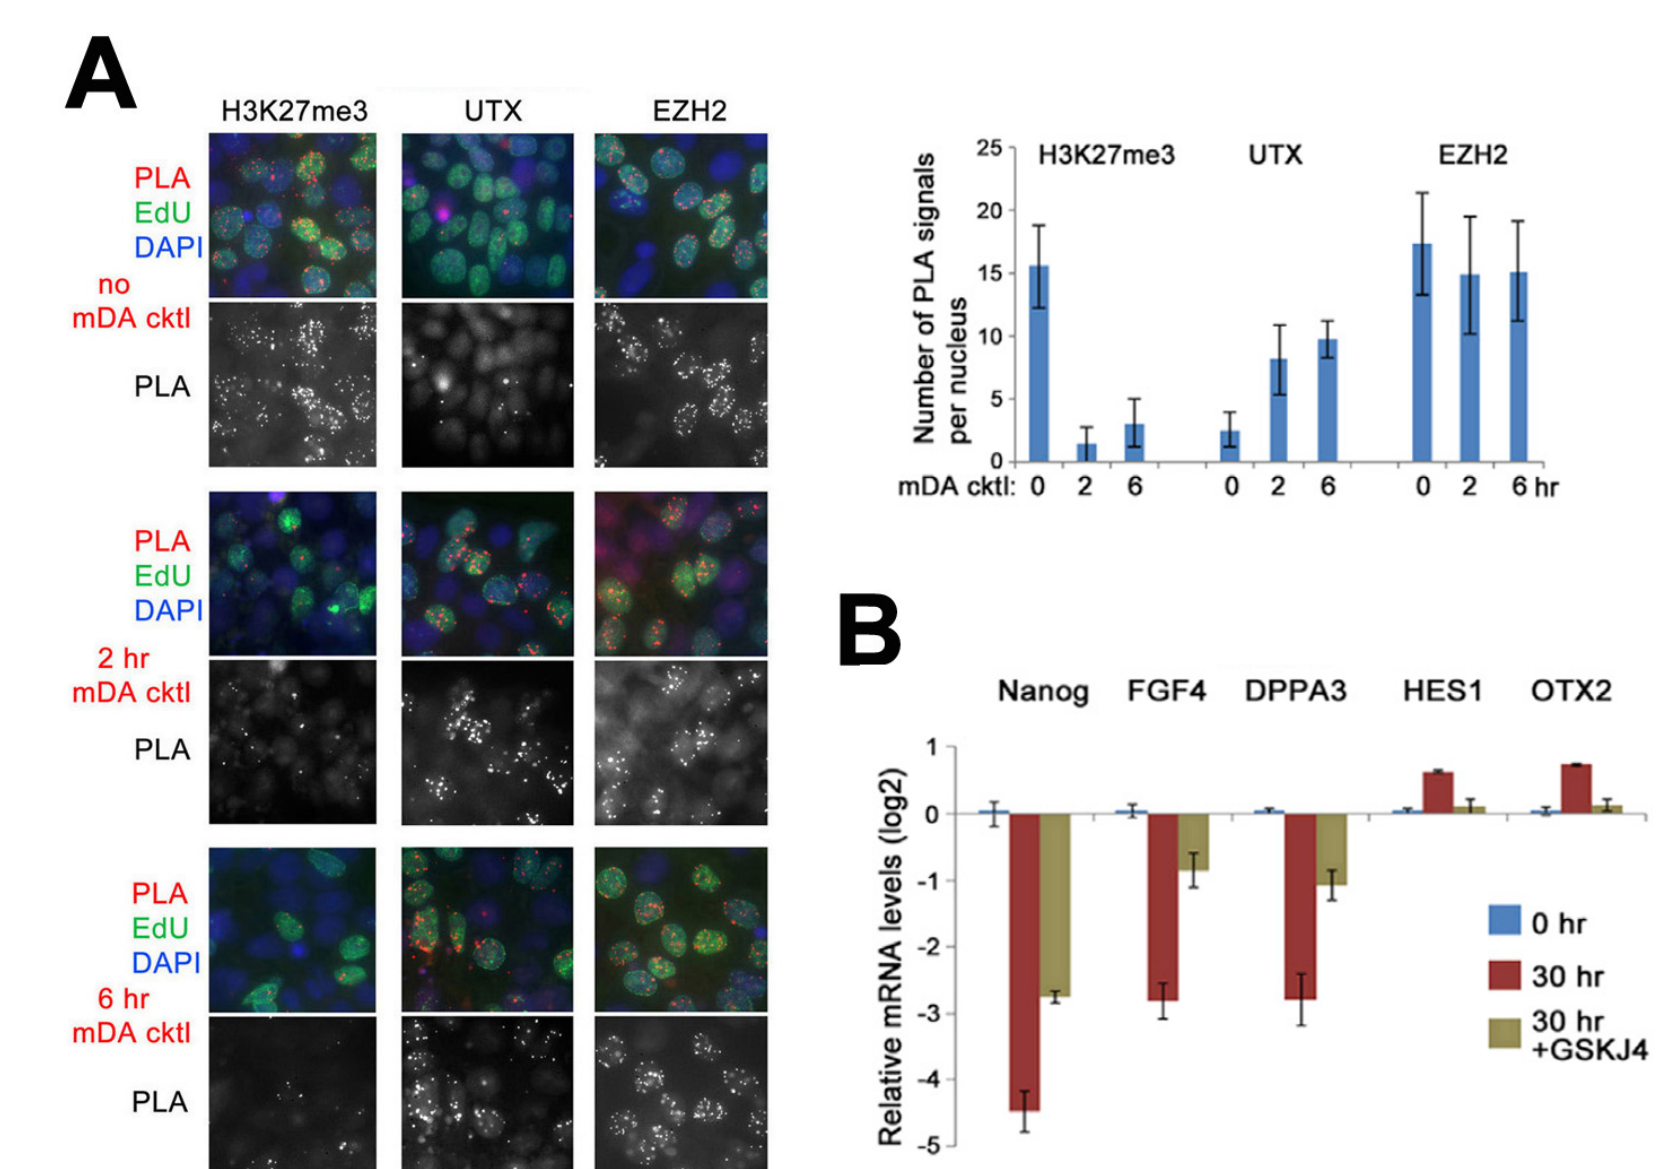 A
H3K27me3 UTX EZH2
PLA
EdU
DAPI
no
mDA cktl
PLA
PLA
EdU
DAPI
2 hr
mDA cktl
PLA
PLA
EdU
DAPI
6 hr
mDA cktl
PLA
Number of PLA signals
per nucleus
25
20
15
10
5
0
H3K27me3 UTX EZH2
mDA cktl: 0 2 6 0 2 6 0 2 6 hr
B
Nanog FGF4 DPPA3 HES1 OTX2
Relative mRNA levels (log2)
1
0
-1
-2
-3
-4
-5
0 hr
30 hr
30 hr
+GSKJ4